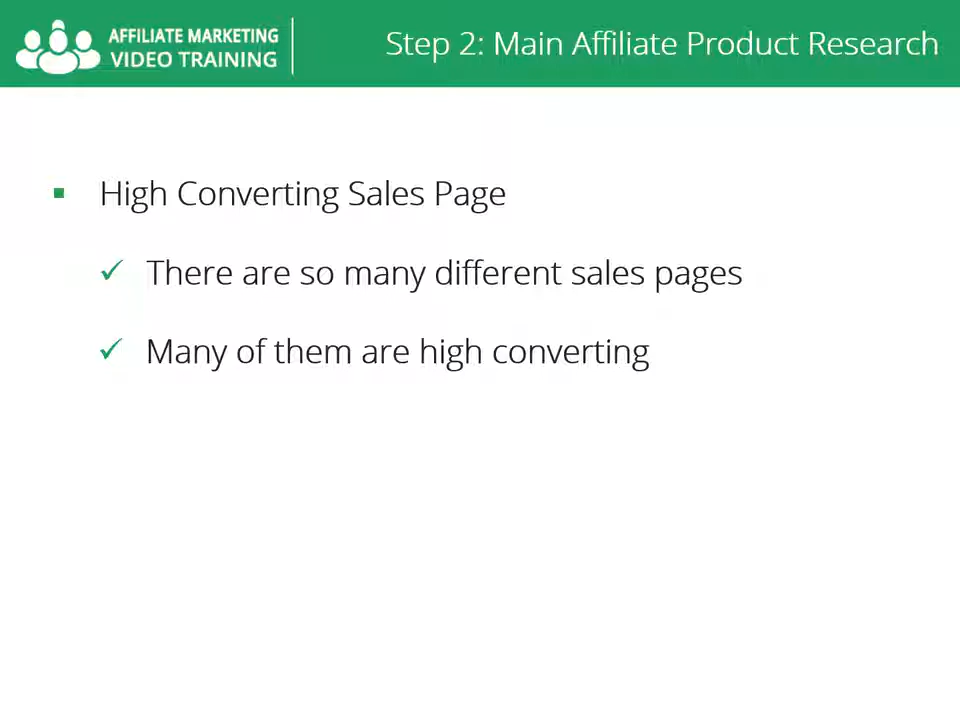 AFFILIATE MARKETING
VIDEO TRAINING
Step 2: Main Affiliate Product Research
High Converting Sales Page
There are so many different sales pages
Many of them are high converting